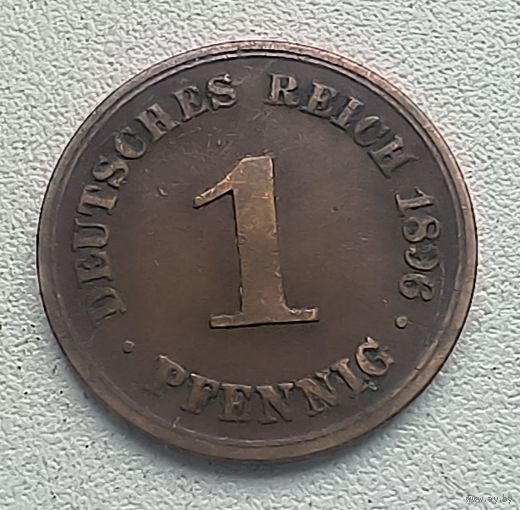 DEUTSCHES REICH 1896 ·
1
· PFENNIG